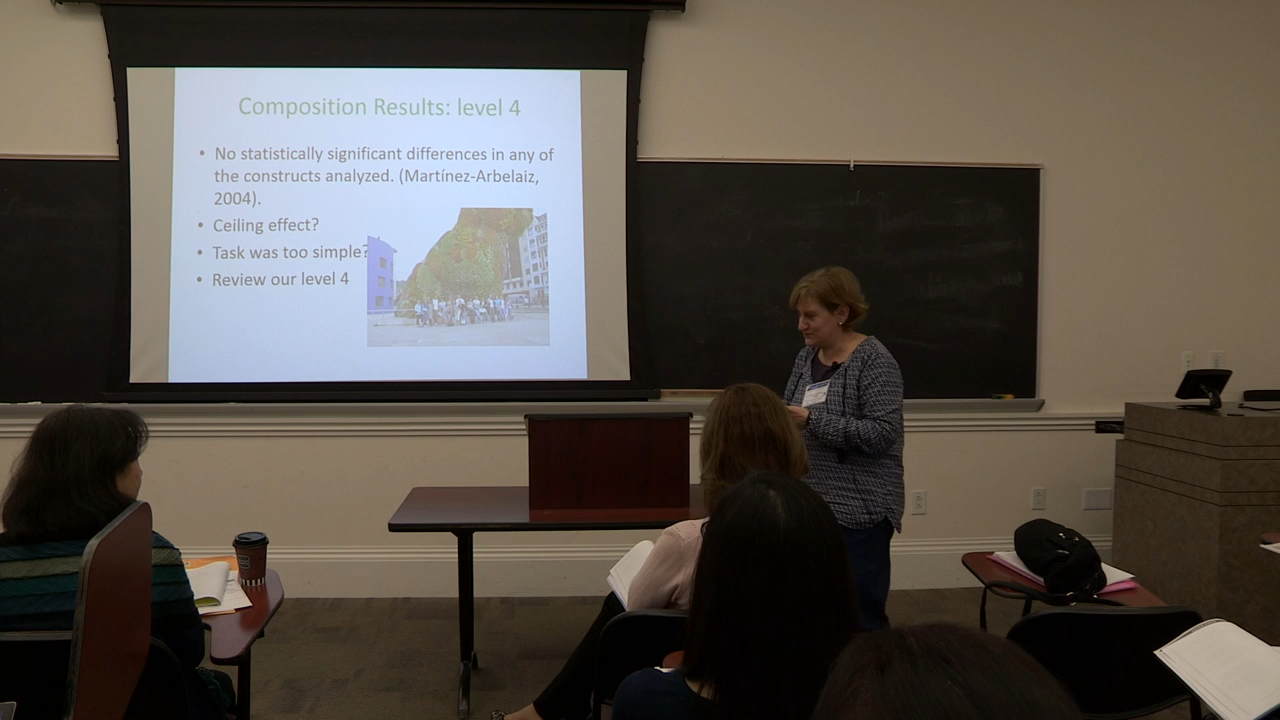 Composition Results: level 4
• No statistically significant differences in any of
the constructs analyzed. (Martínez-Arbelaiz,
2004).
• Ceiling effect?
• Task was too simple?
• Review our level 4